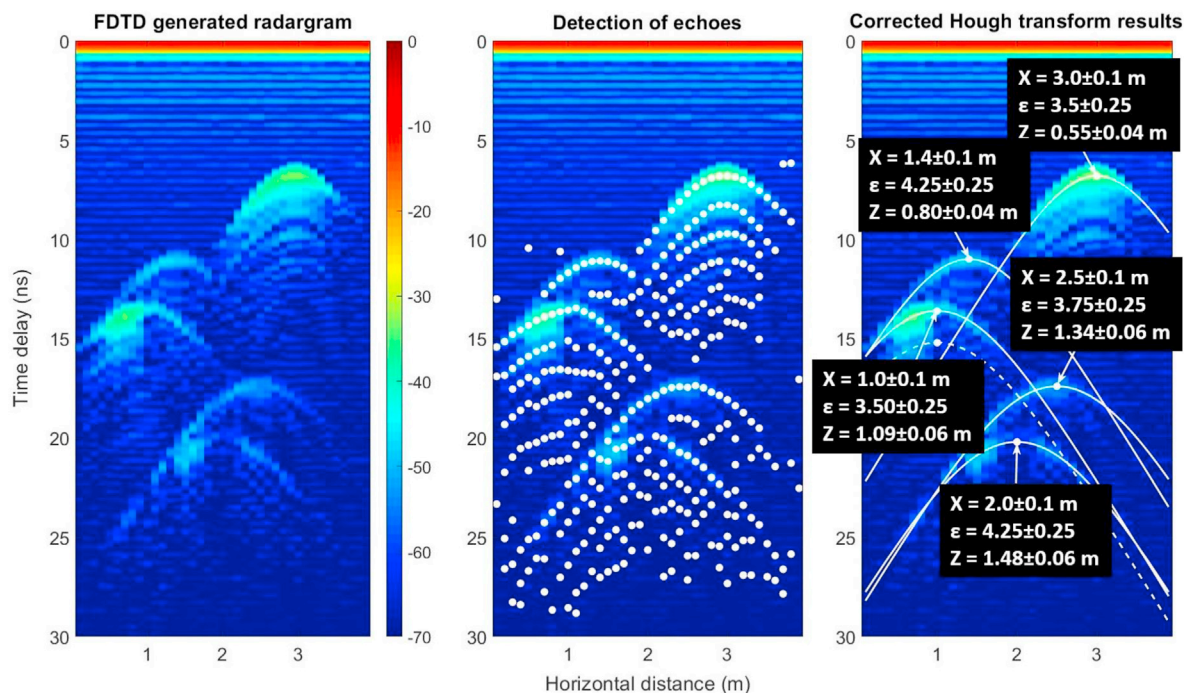 FDTD generated radargram
Detection of echoes
Corrected Hough transform results
0
5
10
15
20
25
30
Time delay (ns)
1
2
3
0
-10
-20
-30
-40
-50
-60
-70
0
5
10
15
20
25
30
1
2
3
Horizontal distance (m)
0
5
10
15
20
25
30
1
2
3
X = 3.0±0.1 m
ε = 3.5±0.25
Z = 0.55±0.04 m
X = 1.4±0.1 m
ε = 4.25±0.25
Z = 0.80±0.04 m
X = 2.5±0.1 m
ε = 3.75±0.25
Z = 1.34±0.06 m
X = 1.0±0.1 m
ε = 3.50±0.25
Z = 1.09±0.06 m
X = 2.0±0.1 m
ε = 4.25±0.25
Z = 1.48±0.06 m